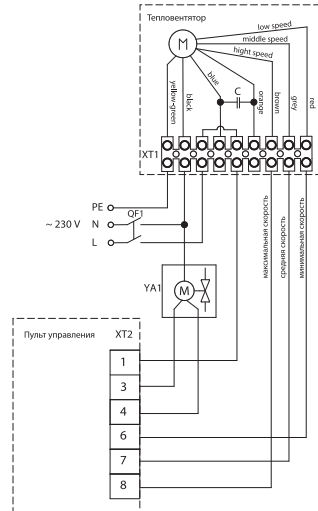 Тепловентятор
low speed
middle speed
hight speed
M
blue
C
yellow-green
black
orange
brown
grey
red
XT1
PE
~ 230 V
N
QF1
L
максимальная скорость
средняя скорость
минимальная скорость
YA1
M
Пульт управления
XT2
1
3
4
6
7
8